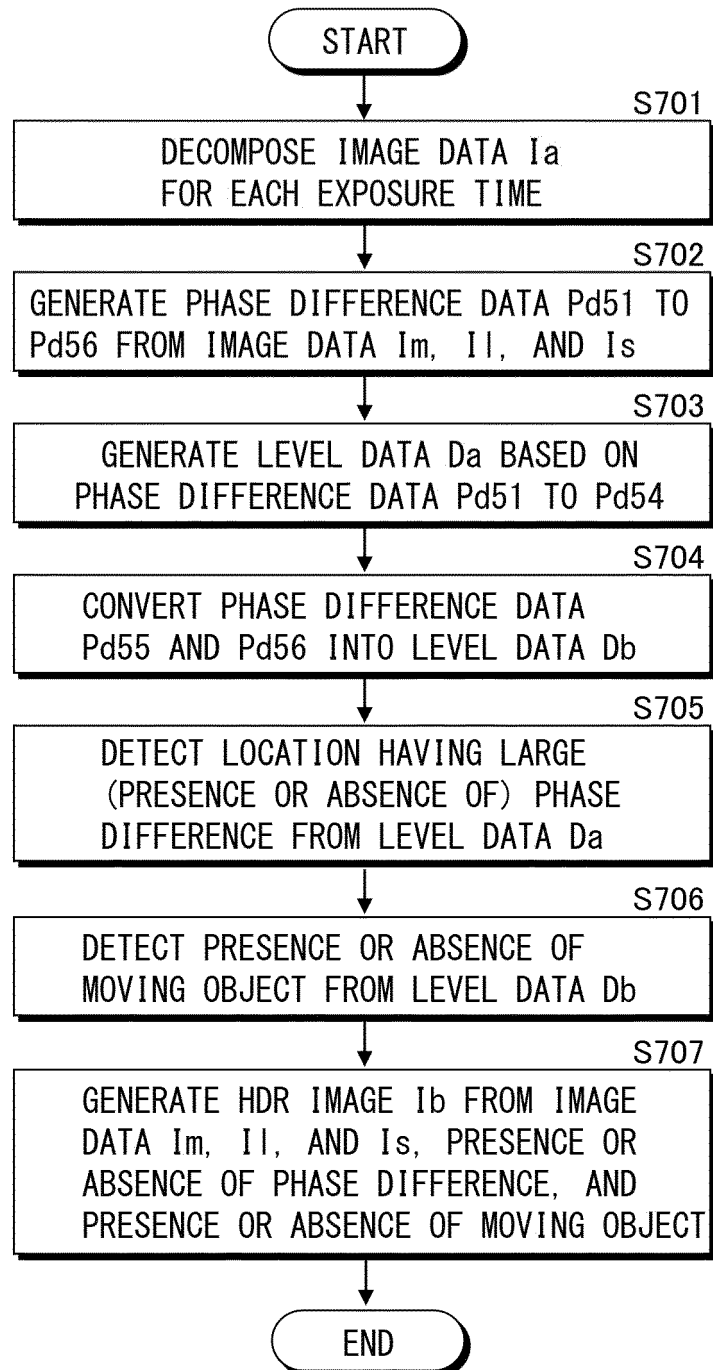 START
S701
DECOMPOSE IMAGE DATA Ia
FOR EACH EXPOSURE TIME
S702
GENERATE PHASE DIFFERENCE DATA Pd51 TO
Pd56 FROM IMAGE DATA Im, Il, AND Is
S703
GENERATE LEVEL DATA Da BASED ON
PHASE DIFFERENCE DATA Pd51 TO Pd54
S704
CONVERT PHASE DIFFERENCE DATA
Pd55 AND Pd56 INTO LEVEL DATA Db
S705
DETECT LOCATION HAVING LARGE
(PRESENCE OR ABSENCE OF) PHASE
DIFFERENCE FROM LEVEL DATA Da
S706
DETECT PRESENCE OR ABSENCE OF
MOVING OBJECT FROM LEVEL DATA Db
S707
GENERATE HDR IMAGE Ib FROM IMAGE
DATA Im, Il, AND Is, PRESENCE OR
ABSENCE OF PHASE DIFFERENCE, AND
PRESENCE OR ABSENCE OF MOVING OBJECT
END